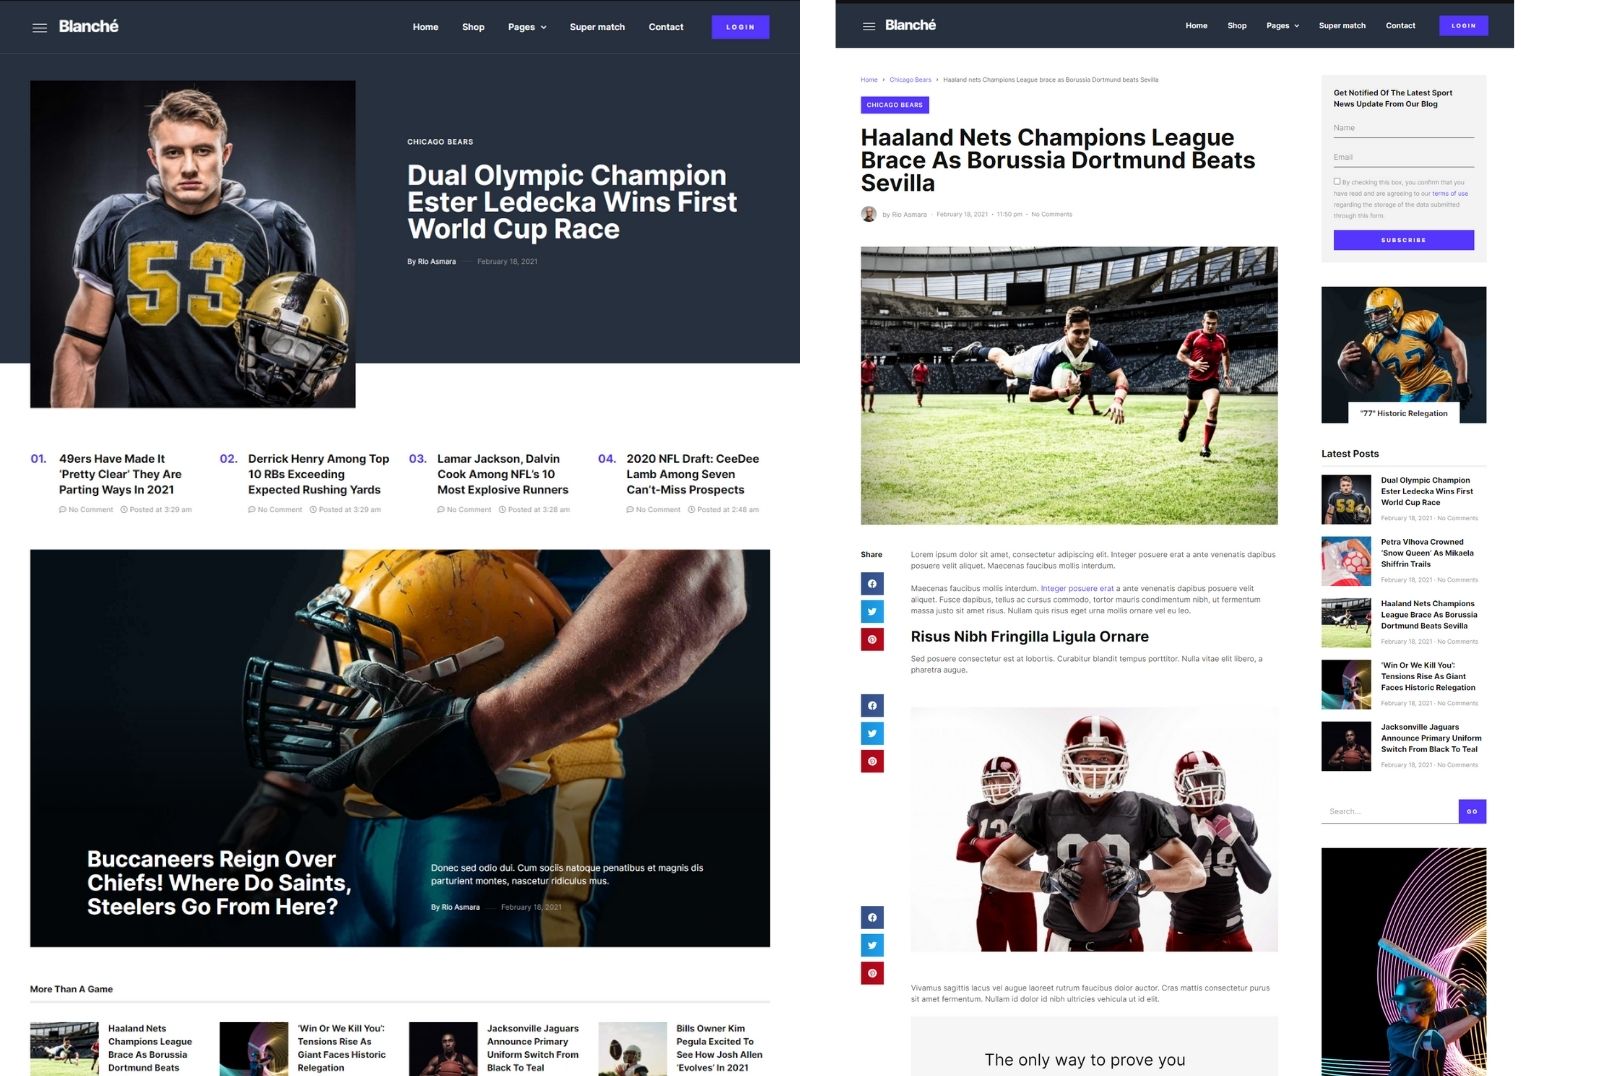 Blanché
Home Shop Pages Super match Contact LOGIN
CHICAGO BEARS
Dual Olympic Champion
Ester Ledecka Wins First
World Cup Race
By Rio Asmara February 18, 2021
53
01. 49ers Have Made It
‘Pretty Clear’ They Are
Parting Ways In 2021
No Comment Posted at 3:29 am
02. Derrick Henry Among Top
10 RBs Exceeding
Expected Rushing Yards
No Comment Posted at 3:29 am
03. Lamar Jackson, Dalvin
Cook Among NFL’s 10
Most Explosive Runners
No Comment Posted at 3:28 am
04. 2020 NFL Draft: CeeDee
Lamb Among Seven
Can’t-Miss Prospects
No Comment Posted at 2:48 am
Buccaneers Reign Over
Chiefs! Where Do Saints,
Steelers Go From Here?
Donec sed odio dui. Cum sociis natoque penatibus et magnis dis
parturient montes, nascetur ridiculus mus.
By Rio Asmara February 18, 2021
More Than A Game
Haaland Nets
Champions League
Brace As Borussia
Dortmund Beats
‘Win Or We Kill You’:
Tensions Rise As
Giant Faces Historic
Relegation
Jacksonville Jaguars
Announce Primary
Uniform Switch From
Black To Teal
Bills Owner Kim
Pegula Excited To
See How Josh Allen
‘Evolves’ In 2021
Blanché
Home Shop Pages Super match Contact LOGIN
Home › Chicago Bears › Haaland nets Champions League brace as Borussia Dortmund beats Sevilla
CHICAGO BEARS
Haaland Nets Champions League
Brace As Borussia Dortmund Beats
Sevilla
by Rio Asmara · February 18, 2021 • 11:50 pm • No Comments
Share
Lorem ipsum dolor sit amet, consectetur adipiscing elit. Integer posuere erat a ante venenatis dapibus
posuere velit aliquet. Maecenas faucibus mollis interdum.
Maecenas faucibus mollis interdum. Integer posuere erat a ante venenatis dapibus posuere velit
aliquet. Fusce dapibus, tellus ac cursus commodo, tortor mauris condimentum nibh, ut fermentum
massa justo sit amet risus. Nullam quis risus eget urna mollis ornare vel eu leo.
Risus Nibh Fringilla Ligula Ornare
Sed posuere consectetur est at lobortis. Curabitur blandit tempus porttitor. Nulla vitae elit libero, a
pharetra augue.
13
Vivamus sagittis lacus vel augue laoreet rutrum faucibus dolor auctor. Cras mattis consectetur purus
sit amet fermentum. Nullam id dolor id nibh ultricies vehicula ut id elit.
The only way to prove you
Get Notified Of The Latest Sport
News Update From Our Blog
Name
Email
By checking this box, you confirm that you
have read and are agreeing to our terms of use
regarding the storage of the data submitted
through this form.
SUBSCRIBE
77
"77" Historic Relegation
Latest Posts
Dual Olympic Champion
Ester Ledecka Wins First
World Cup Race
February 18, 2021 · No Comments
53
Petra Vlhova Crowned
‘Snow Queen’ As Mikaela
Shiffrin Trails
February 18, 2021 · No Comments
Haaland Nets Champions
League Brace As Borussia
Dortmund Beats Sevilla
February 18, 2021 · No Comments
‘Win Or We Kill You’:
Tensions Rise As Giant
Faces Historic Relegation
February 18, 2021 · No Comments
Jacksonville Jaguars
Announce Primary Uniform
Switch From Black To Teal
February 18, 2021 · No Comments
Search...
GO